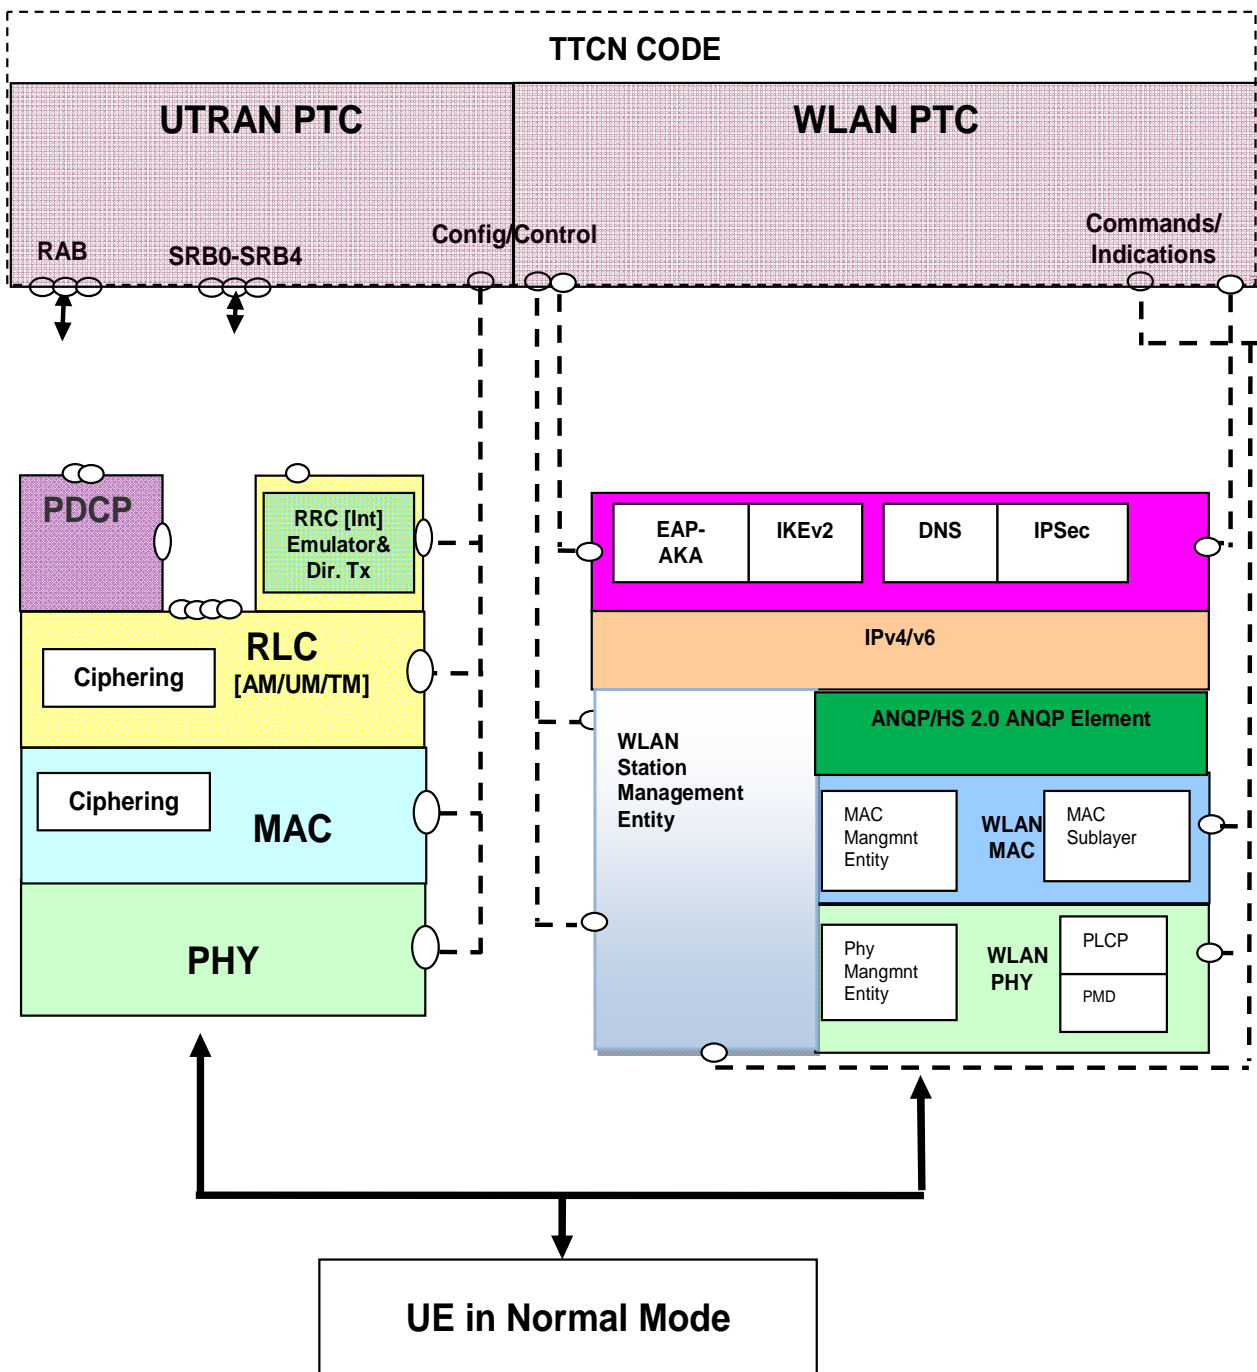 TTCN CODE
UTRAN PTC
WLAN PTC
RAB
SRB0-SRB4
Config/Control
Commands/
Indications
PDCP
RRC [Int]
Emulator&
Dir. Tx
RLC
[AM/UM/TM]
Ciphering
Ciphering
MAC
PHY
EAP-
AKA
IKEv2
DNS
IPSec
IPv4/v6
WLAN
Station
Management
Entity
ANQP/HS 2.0 ANQP Element
MAC
Mangmnt
Entity
WLAN
MAC
MAC
Sublayer
Phy
Mangmnt
Entity
WLAN
PHY
PLCP
PMD
UE in Normal Mode